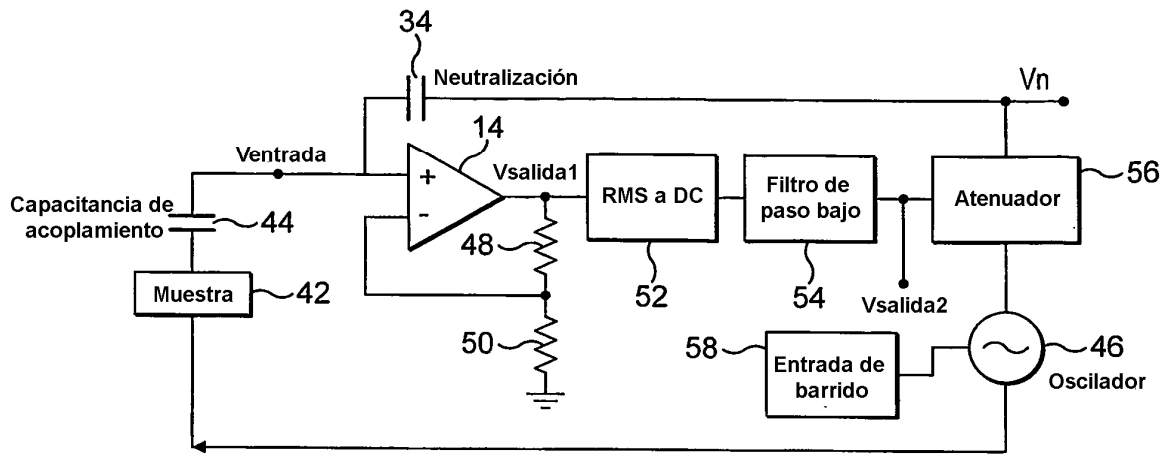 34
Neutralización
Vn
14
Ventrada
Vsalida1
+
-
RMS a DC
Filtro de
paso bajo
Atenuador
56
Capacitancia de
acoplamiento
44
48
52
54
Vsalida2
Muestra
42
50
58
Entrada de
barrido
46
Oscilador